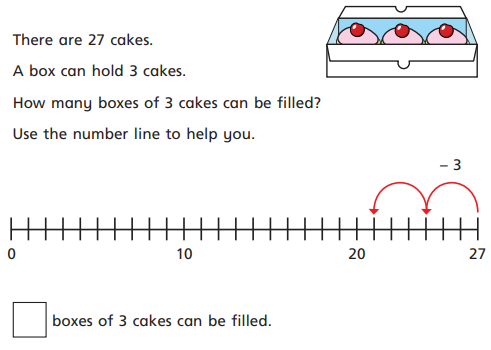 There are 27 cakes.
A box can hold 3 cakes.
How many boxes of 3 cakes can be filled?
Use the number line to help you.
– 3
0 10 20 27
boxes of 3 cakes can be filled.